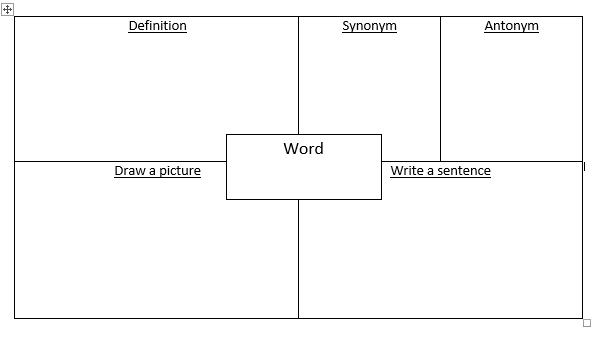 Definition
Synonym
Antonym
Word
Draw a picture
Write a sentence